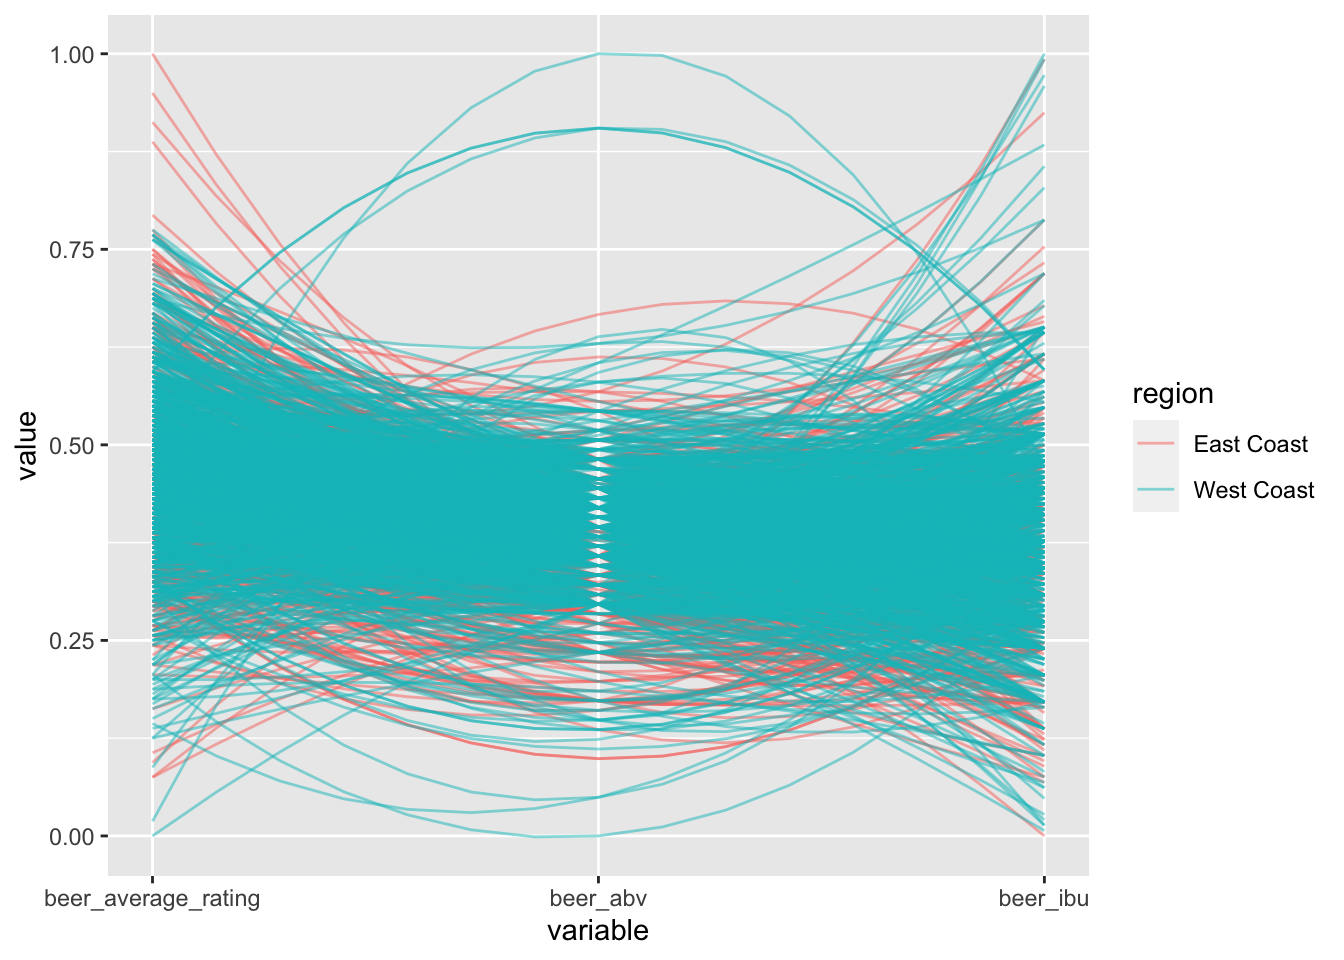 1.00
0.75
0.50
0.25
0.00
value
beer_average_rating
beer_abv
beer_ibu
variable
region
East Coast
West Coast